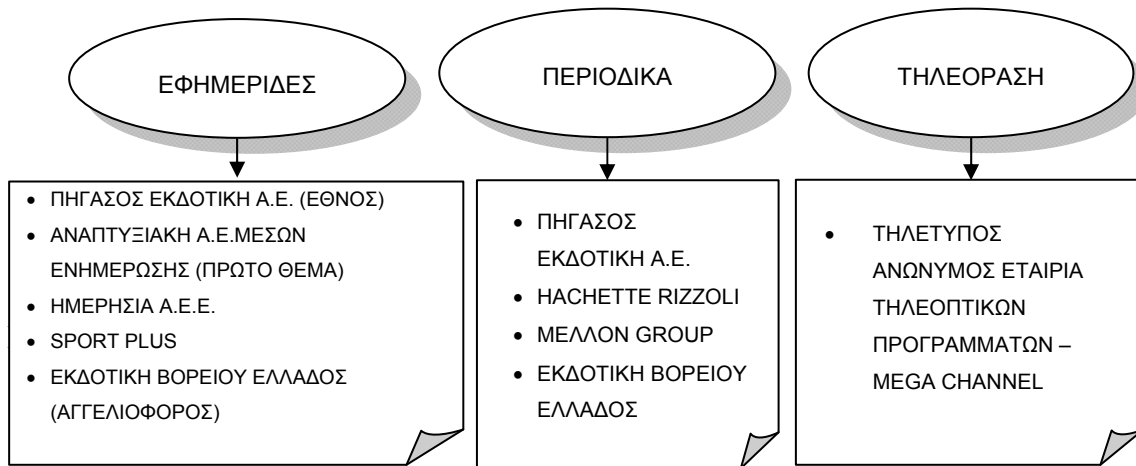 ΕΦΗΜΕΡΙΔΕΣ
ΠΕΡΙΟΔΙΚΑ
ΤΗΛΕΟΡΑΣΗ
• ΠΗΓΑΣΟΣ ΕΚΔΟΤΙΚΗ Α.Ε. (ΕΘΝΟΣ)
• ΑΝΑΠΤΥΞΙΑΚΗ Α.Ε.ΜΕΣΩΝ
ΕΝΗΜΕΡΩΣΗΣ (ΠΡΩΤΟ ΘΕΜΑ)
• ΗΜΕΡΗΣΙΑ Α.Ε.Ε.
• SPORT PLUS
• ΕΚΔΟΤΙΚΗ ΒΟΡΕΙΟΥ ΕΛΛΑΔΟΣ
(ΑΓΓΕΛΙΟΦΟΡΟΣ)
• ΠΗΓΑΣΟΣ
ΕΚΔΟΤΙΚΗ Α.Ε.
• HACHETTE RIZZOLI
• ΜΕΛΛΟΝ GROUP
• ΕΚΔΟΤΙΚΗ ΒΟΡΕΙΟΥ
ΕΛΛΑΔΟΣ
• ΤΗΛΕΤΥΠΟΣ
ΑΝΩΝΥΜΟΣ ΕΤΑΙΡΙΑ
ΤΗΛΕΟΠΤΙΚΩΝ
ΠΡΟΓΡΑΜΜΑΤΩΝ –
MEGA CHANNEL